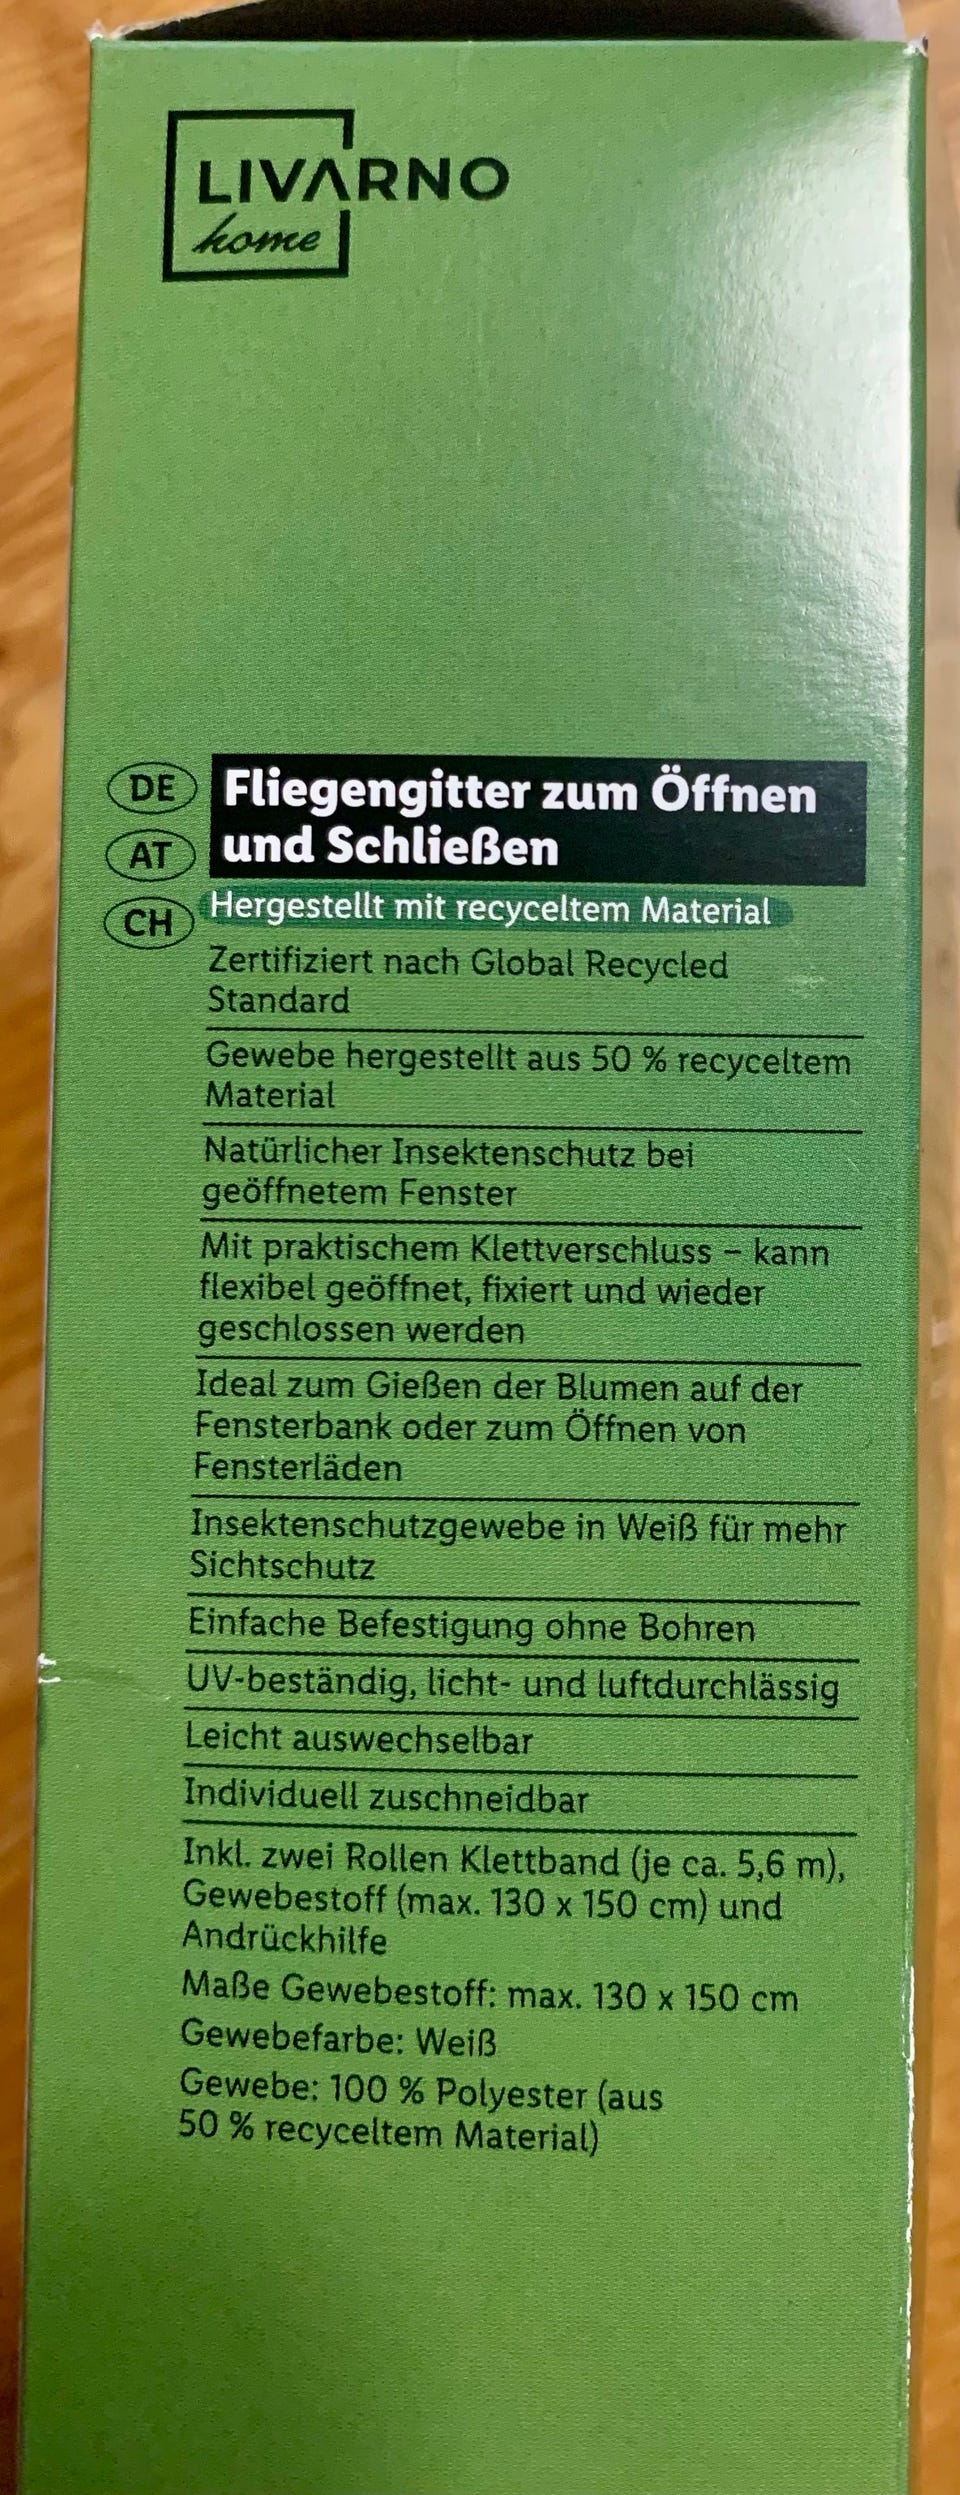 LIVARNO
home
DE
AT
CH
Fliegengitter zum Öffnen
und Schließen
Hergestellt mit recyceltem Material
Zertifiziert nach Global Recycled
Standard
Gewebe hergestellt aus 50 % recyceltem
Material
Natürlicher Insektenschutz bei
geöffnetem Fenster
Mit praktischem Klettverschluss – kann
flexibel geöffnet, fixiert und wieder
geschlossen werden
Ideal zum Gießen der Blumen auf der
Fensterbank oder zum Öffnen von
Fensterläden
Insektenschutzgewebe in Weiß für mehr
Sichtschutz
Einfache Befestigung ohne Bohren
UV-beständig, licht- und luftdurchlässig
Leicht auswechselbar
Individuell zuschneidbar
Inkl. zwei Rollen Klettband (je ca. 5,6 m),
Gewebestoff (max. 130 x 150 cm) und
Andrückhilfe
Maße Gewebestoff: max. 130 x 150 cm
Gewebefarbe: Weiß
Gewebe: 100 % Polyester (aus
50 % recyceltem Material)